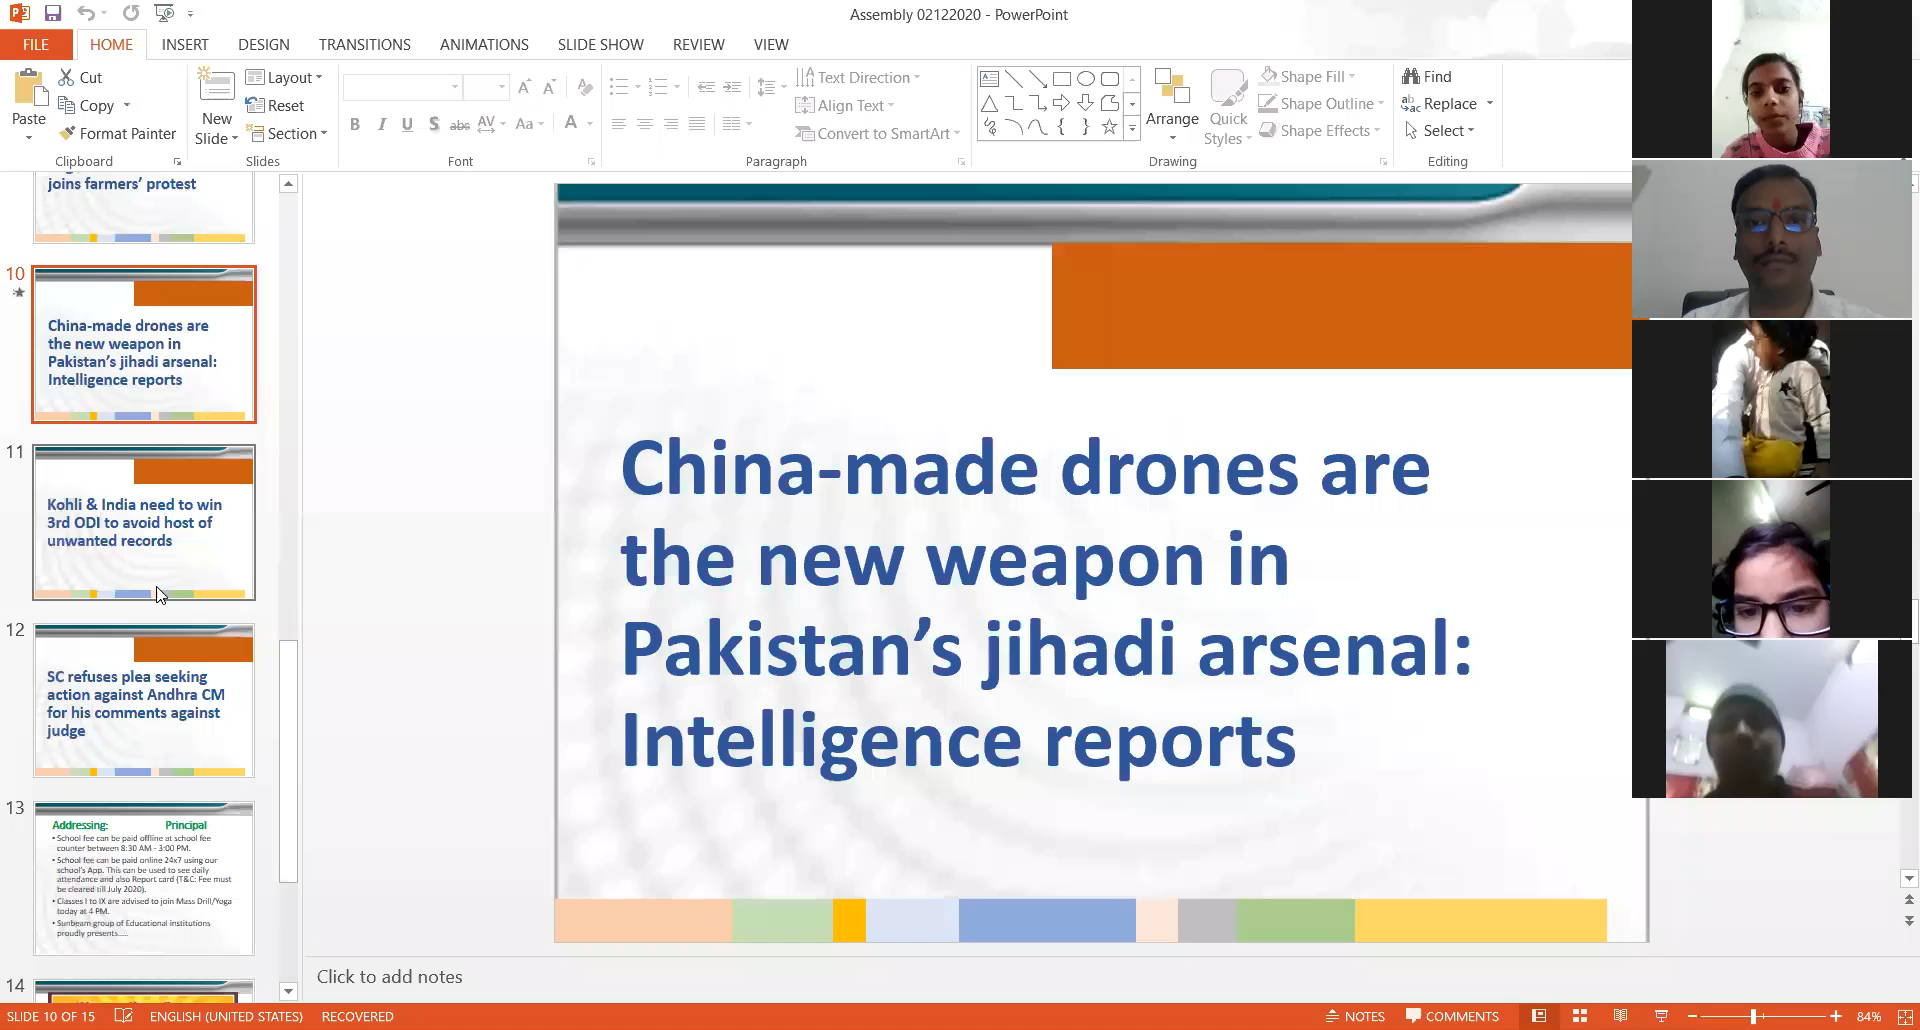 Assembly 02122020 - PowerPoint
FILE
HOME
INSERT
DESIGN
TRANSITIONS
ANIMATIONS
SLIDE SHOW
REVIEW
VIEW
Paste
Cut
Copy
Format Painter
Clipboard
New
Slide
Layout
Reset
Section
Slides
B I U S abc AV Aa A
Font
Text Direction
Align Text
Convert to SmartArt
Paragraph
Arrange
Quick
Styles
Shape Fill
Shape Outline
Shape Effects
Drawing
Find
Replace
Select
Editing
joins farmers’ protest
10
China-made drones are
the new weapon in
Pakistan’s jihadi arsenal:
Intelligence reports
11
Kohli & India need to win
3rd ODI to avoid host of
unwanted records
12
SC refuses plea seeking
action against Andhra CM
for his comments against
judge
13
Addressing: Principal
• School fee can be paid offline at school fee
counter between 8:30 AM - 3:00 PM.
• School fee can be paid online 24x7 using our
school's App. This can be used to see daily
attendance and also Report card (T&C: Fee must
be cleared till July 2020).
• Classes I to IX are advised to join Mass Drill/Yoga
today at 4 PM.
• Sunbeam group of Educational institutions
proudly presents.....
14
China-made drones are
the new weapon in
Pakistan’s jihadi arsenal:
Intelligence reports
Click to add notes
SLIDE 10 OF 15
ENGLISH (UNITED STATES)
RECOVERED
NOTES
COMMENTS
84%